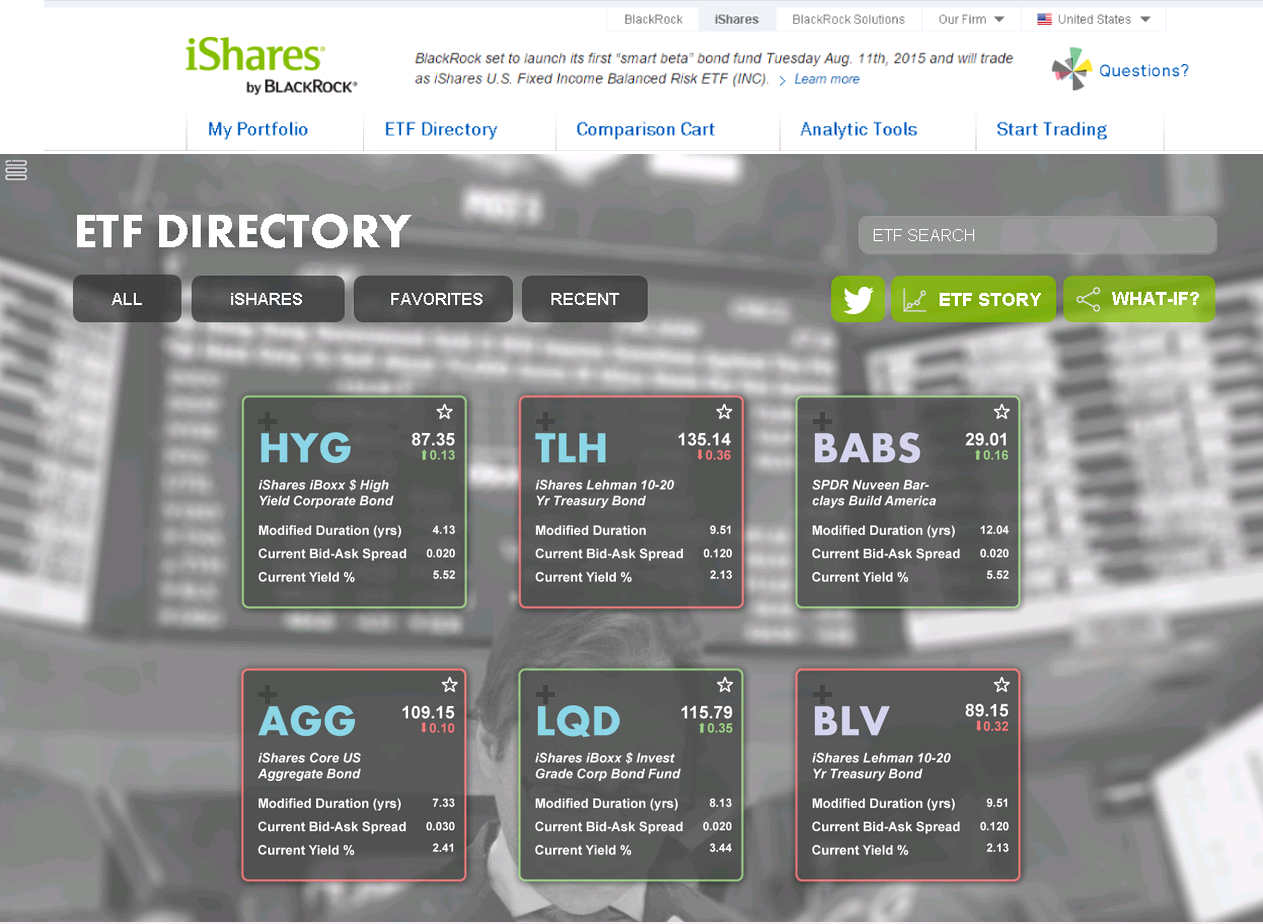 BlackRock iShares BlackRock Solutions Our Firm United States
iShares®
by BLACKROCK®
BlackRock set to launch its first “smart beta” bond fund Tuesday Aug. 11th, 2015 and will trade
as iShares U.S. Fixed Income Balanced Risk ETF (INC). > Learn more
Questions?
My Portfolio ETF Directory Comparison Cart Analytic Tools Start Trading
ETF DIRECTORY
ETF SEARCH
ALL iSHARES FAVORITES RECENT
ETF STORY WHAT-IF?
HYG 87.35
0.13
iShares iBoxx $ High
Yield Corporate Bond
Modified Duration (yrs) 4.13
Current Bid-Ask Spread 0.020
Current Yield % 5.52
TLH 135.14
0.36
iShares Lehman 10-20
Yr Treasury Bond
Modified Duration 9.51
Current Bid-Ask Spread 0.120
Current Yield % 2.13
BABS 29.01
0.16
SPDR Nuveen Bar-
clays Build America
Modified Duration (yrs) 12.04
Current Bid-Ask Spread 0.020
Current Yield % 5.52
AGG 109.15
0.10
iShares Core US
Aggregate Bond
Modified Duration (yrs) 7.33
Current Bid-Ask Spread 0.030
Current Yield % 2.41
LQD 115.79
0.35
iShares iBoxx $ Invest
Grade Corp Bond Fund
Modified Duration (yrs) 8.13
Current Bid-Ask Spread 0.020
Current Yield % 3.44
BLV 89.15
0.32
iShares Lehman 10-20
Yr Treasury Bond
Modified Duration (yrs) 9.51
Current Bid-Ask Spread 0.120
Current Yield % 2.13